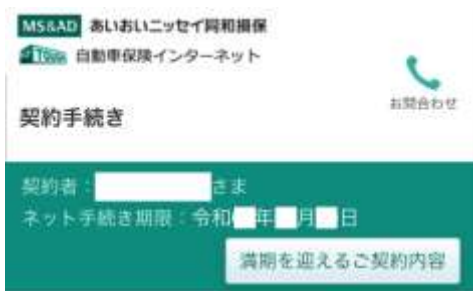 MS&AD あいおいニッセイ同和損保
自動車保険インターネット
お問合わせ
契約手続き
契約者： さま
ネット手続き期限：令和 年 月 日
満期を迎えるご契約内容